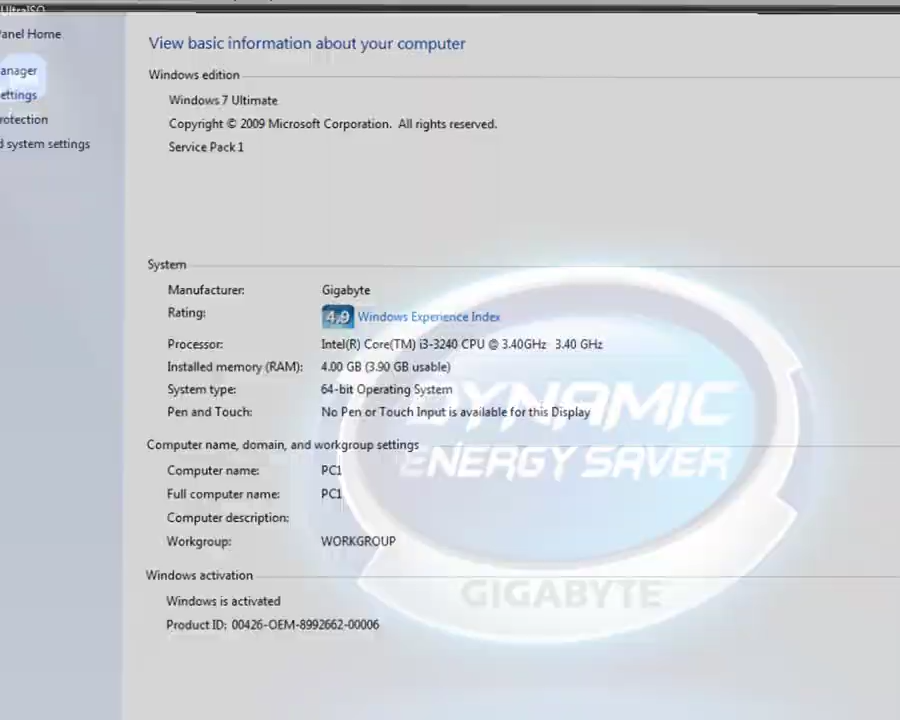 UltraISO
anel Home
anager
ettings
rotection
d system settings
View basic information about your computer
Windows edition
Windows 7 Ultimate
Copyright © 2009 Microsoft Corporation. All rights reserved.
Service Pack 1
System
Manufacturer: Gigabyte
Rating: 4,9 Windows Experience Index
Processor: Intel(R) Core(TM) i3-3240 CPU @ 3.40GHz 3.40 GHz
Installed memory (RAM): 4.00 GB (3.90 GB usable)
System type: 64-bit Operating System
Pen and Touch: No Pen or Touch Input is available for this Display
DYNAMIC
ENERGY SAVER
GIGABYTE
Computer name, domain, and workgroup settings
Computer name: PC1
Full computer name: PC1
Computer description:
Workgroup: WORKGROUP
Windows activation
Windows is activated
Product ID: 00426-OEM-8992662-00006